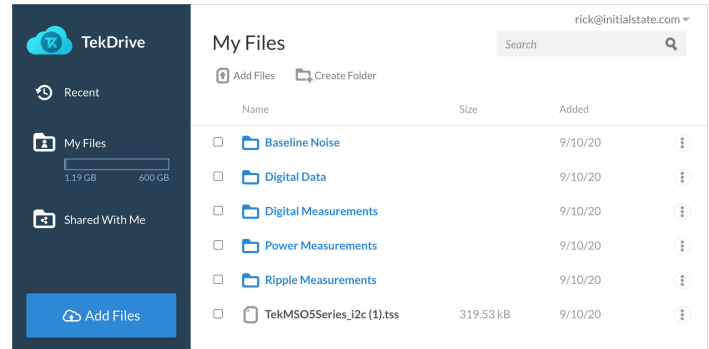 TekDrive
Recent
My Files
1.19 GB 600 GB
Shared With Me
Add Files
rick@initialstate.com
My Files
Search
Add Files Create Folder
Name Size Added
Baseline Noise 9/10/20
Digital Data 9/10/20
Digital Measurements 9/10/20
Power Measurements 9/10/20
Ripple Measurements 9/10/20
TekMSO5Series_i2c (1).tss 319.53 kB 9/10/20